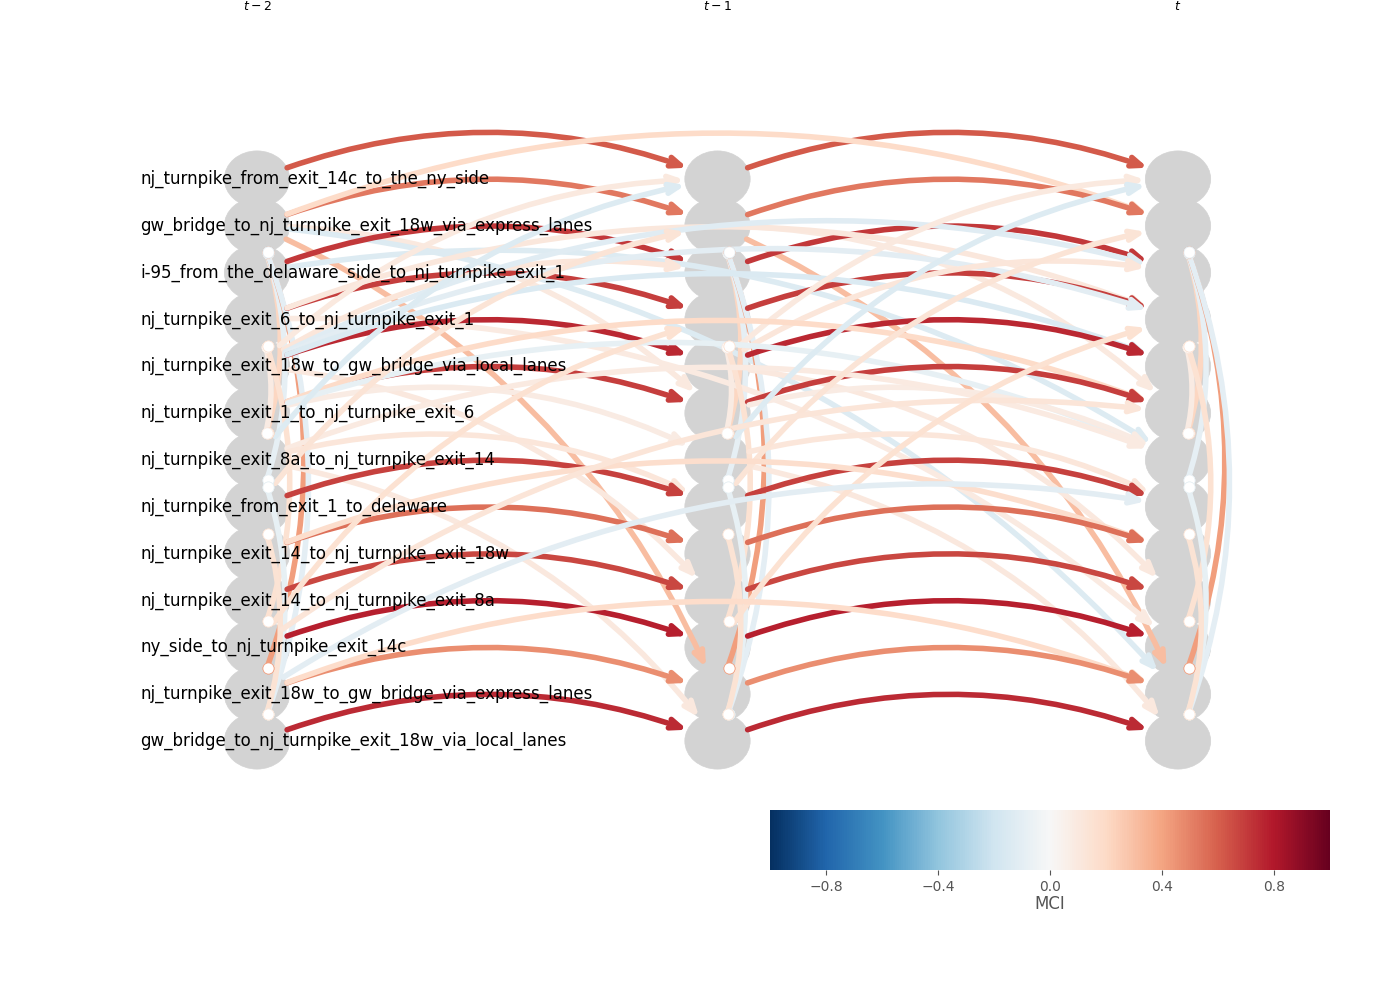 t − 2 t − 1 t
nj_turnpike_from_exit_14c_to_the_ny_side
gw_bridge_to_nj_turnpike_exit_18w_via_express_lanes
i-95_from_the_delaware_side_to_nj_turnpike_exit_1
nj_turnpike_exit_6_to_nj_turnpike_exit_1
nj_turnpike_exit_18w_to_gw_bridge_via_local_lanes
nj_turnpike_exit_1_to_nj_turnpike_exit_6
nj_turnpike_exit_8a_to_nj_turnpike_exit_14
nj_turnpike_from_exit_1_to_delaware
nj_turnpike_exit_14_to_nj_turnpike_exit_18w
nj_turnpike_exit_14_to_nj_turnpike_exit_8a
ny_side_to_nj_turnpike_exit_14c
nj_turnpike_exit_18w_to_gw_bridge_via_express_lanes
gw_bridge_to_nj_turnpike_exit_18w_via_local_lanes
−0.8 −0.4 0.0 0.4 0.8
MCI